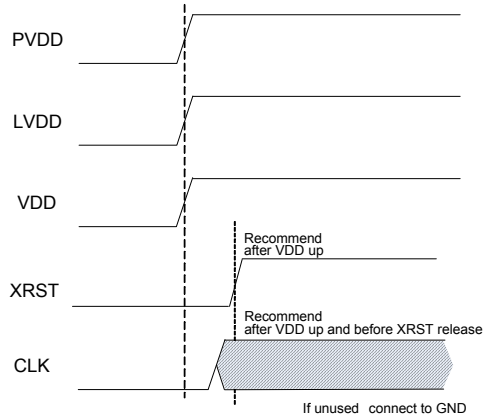 PVDD
LVDD
VDD
Recommend
after VDD up
XRST
Recommend
after VDD up and before XRST release
CLK
If unused connect to GND